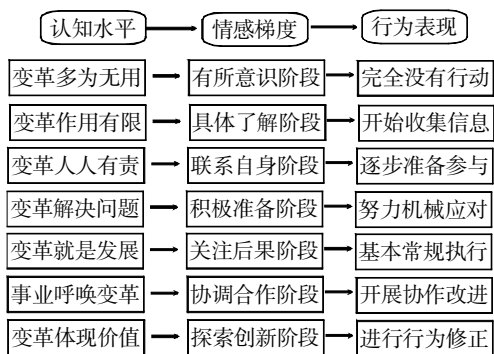 认知水平 情感梯度 行为表现
变革多为无用 有所意识阶段 完全没有行动
变革作用有限 具体了解阶段 开始收集信息
变革人人有责 联系自身阶段 逐步准备参与
变革解决问题 积极准备阶段 努力机械应对
变革就是发展 关注后果阶段 基本常规执行
事业呼唤变革 协调合作阶段 开展协作改进
变革体现价值 探索创新阶段 进行行为修正